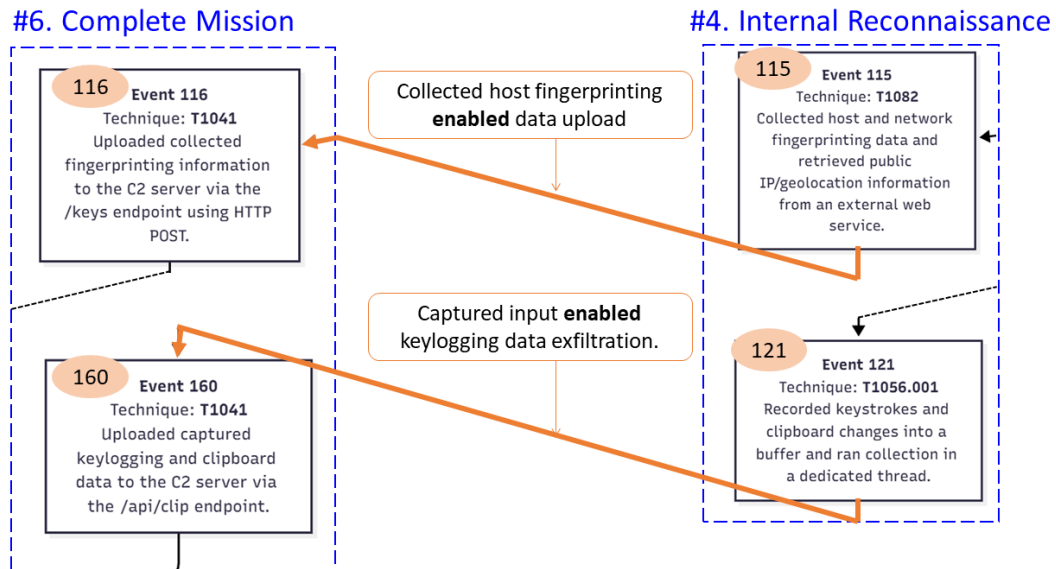 #6. Complete Mission
116
Event 116
Technique: T1041
Uploaded collected
fingerprinting information
to the C2 server via the
/keys endpoint using HTTP
POST.
160
Event 160
Technique: T1041
Uploaded captured
keylogging and clipboard
data to the C2 server via
the /api/clip endpoint.
Collected host fingerprinting
enabled data upload
Captured input enabled
keylogging data exfiltration.
#4. Internal Reconnaissance
115
Event 115
Technique: T1082
Collected host and network
fingerprinting data and
retrieved public
IP/geolocation information
from an external web
service.
121
Event 121
Technique: T1056.001
Recorded keystrokes and
clipboard changes into a
buffer and ran collection in
a dedicated thread.